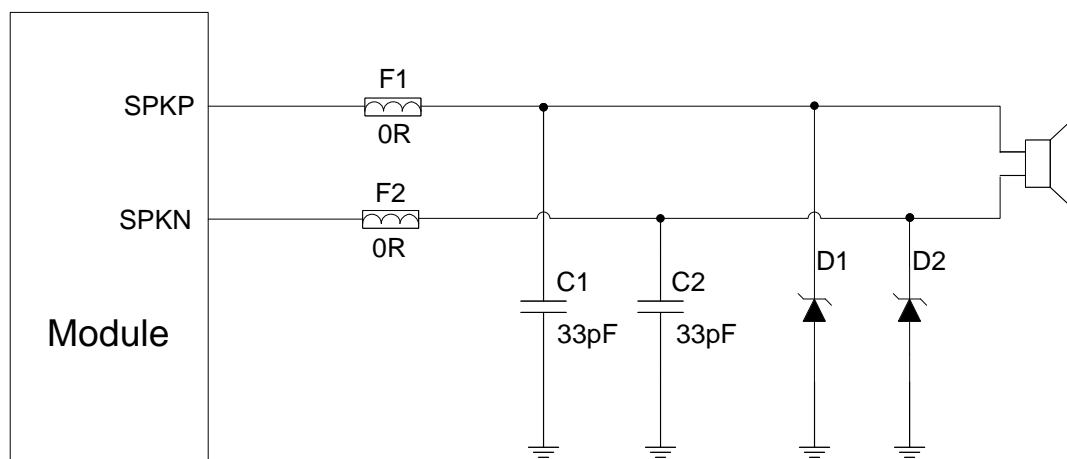 F1
SPKP
0R
F2
SPKN
0R
D1
D2
C1
C2
33pF
33pF
Module